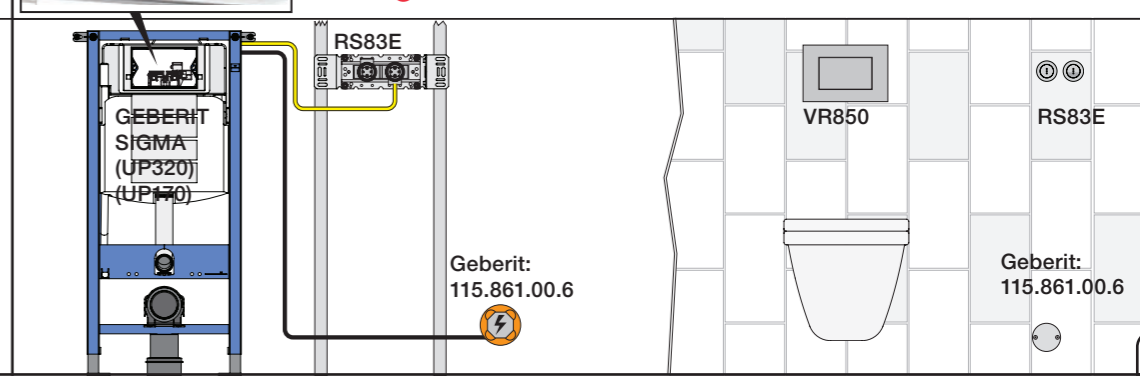 RS83E
GEBERIT
SIGMA
(UP320)
(UP170)
Geberit:
115.861.00.6
VR850
RS83E
Geberit:
115.861.00.6